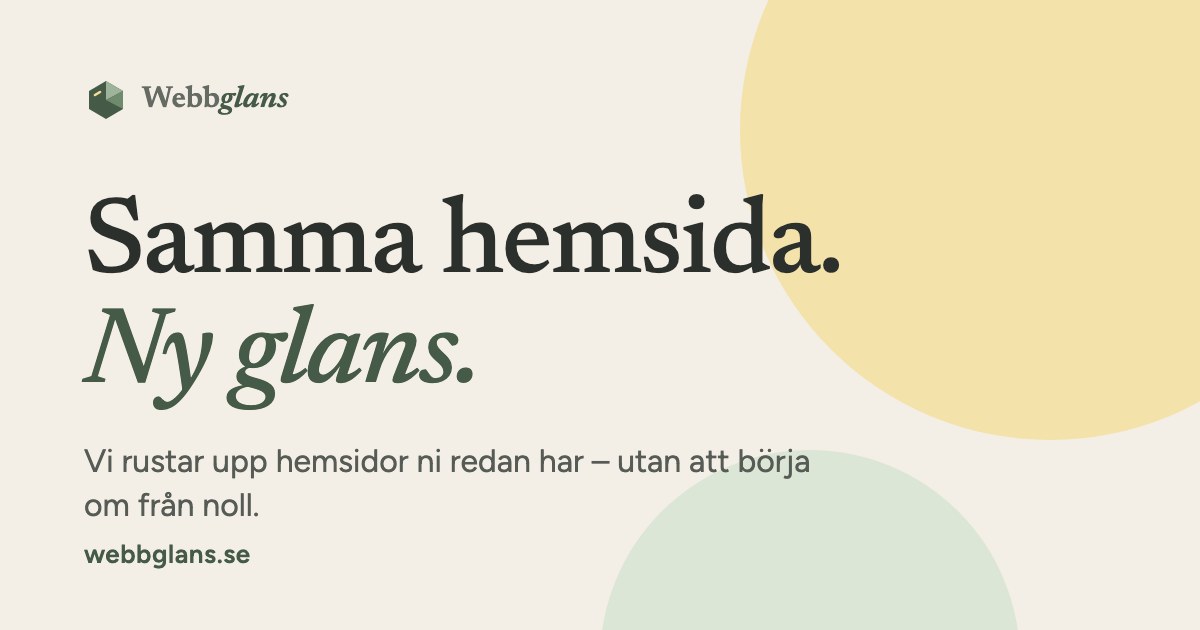 Webbglans
Samma hemsida.
Ny glans.
Vi rustar upp hemsidor ni redan har – utan att börja
om från noll.
webbglans.se